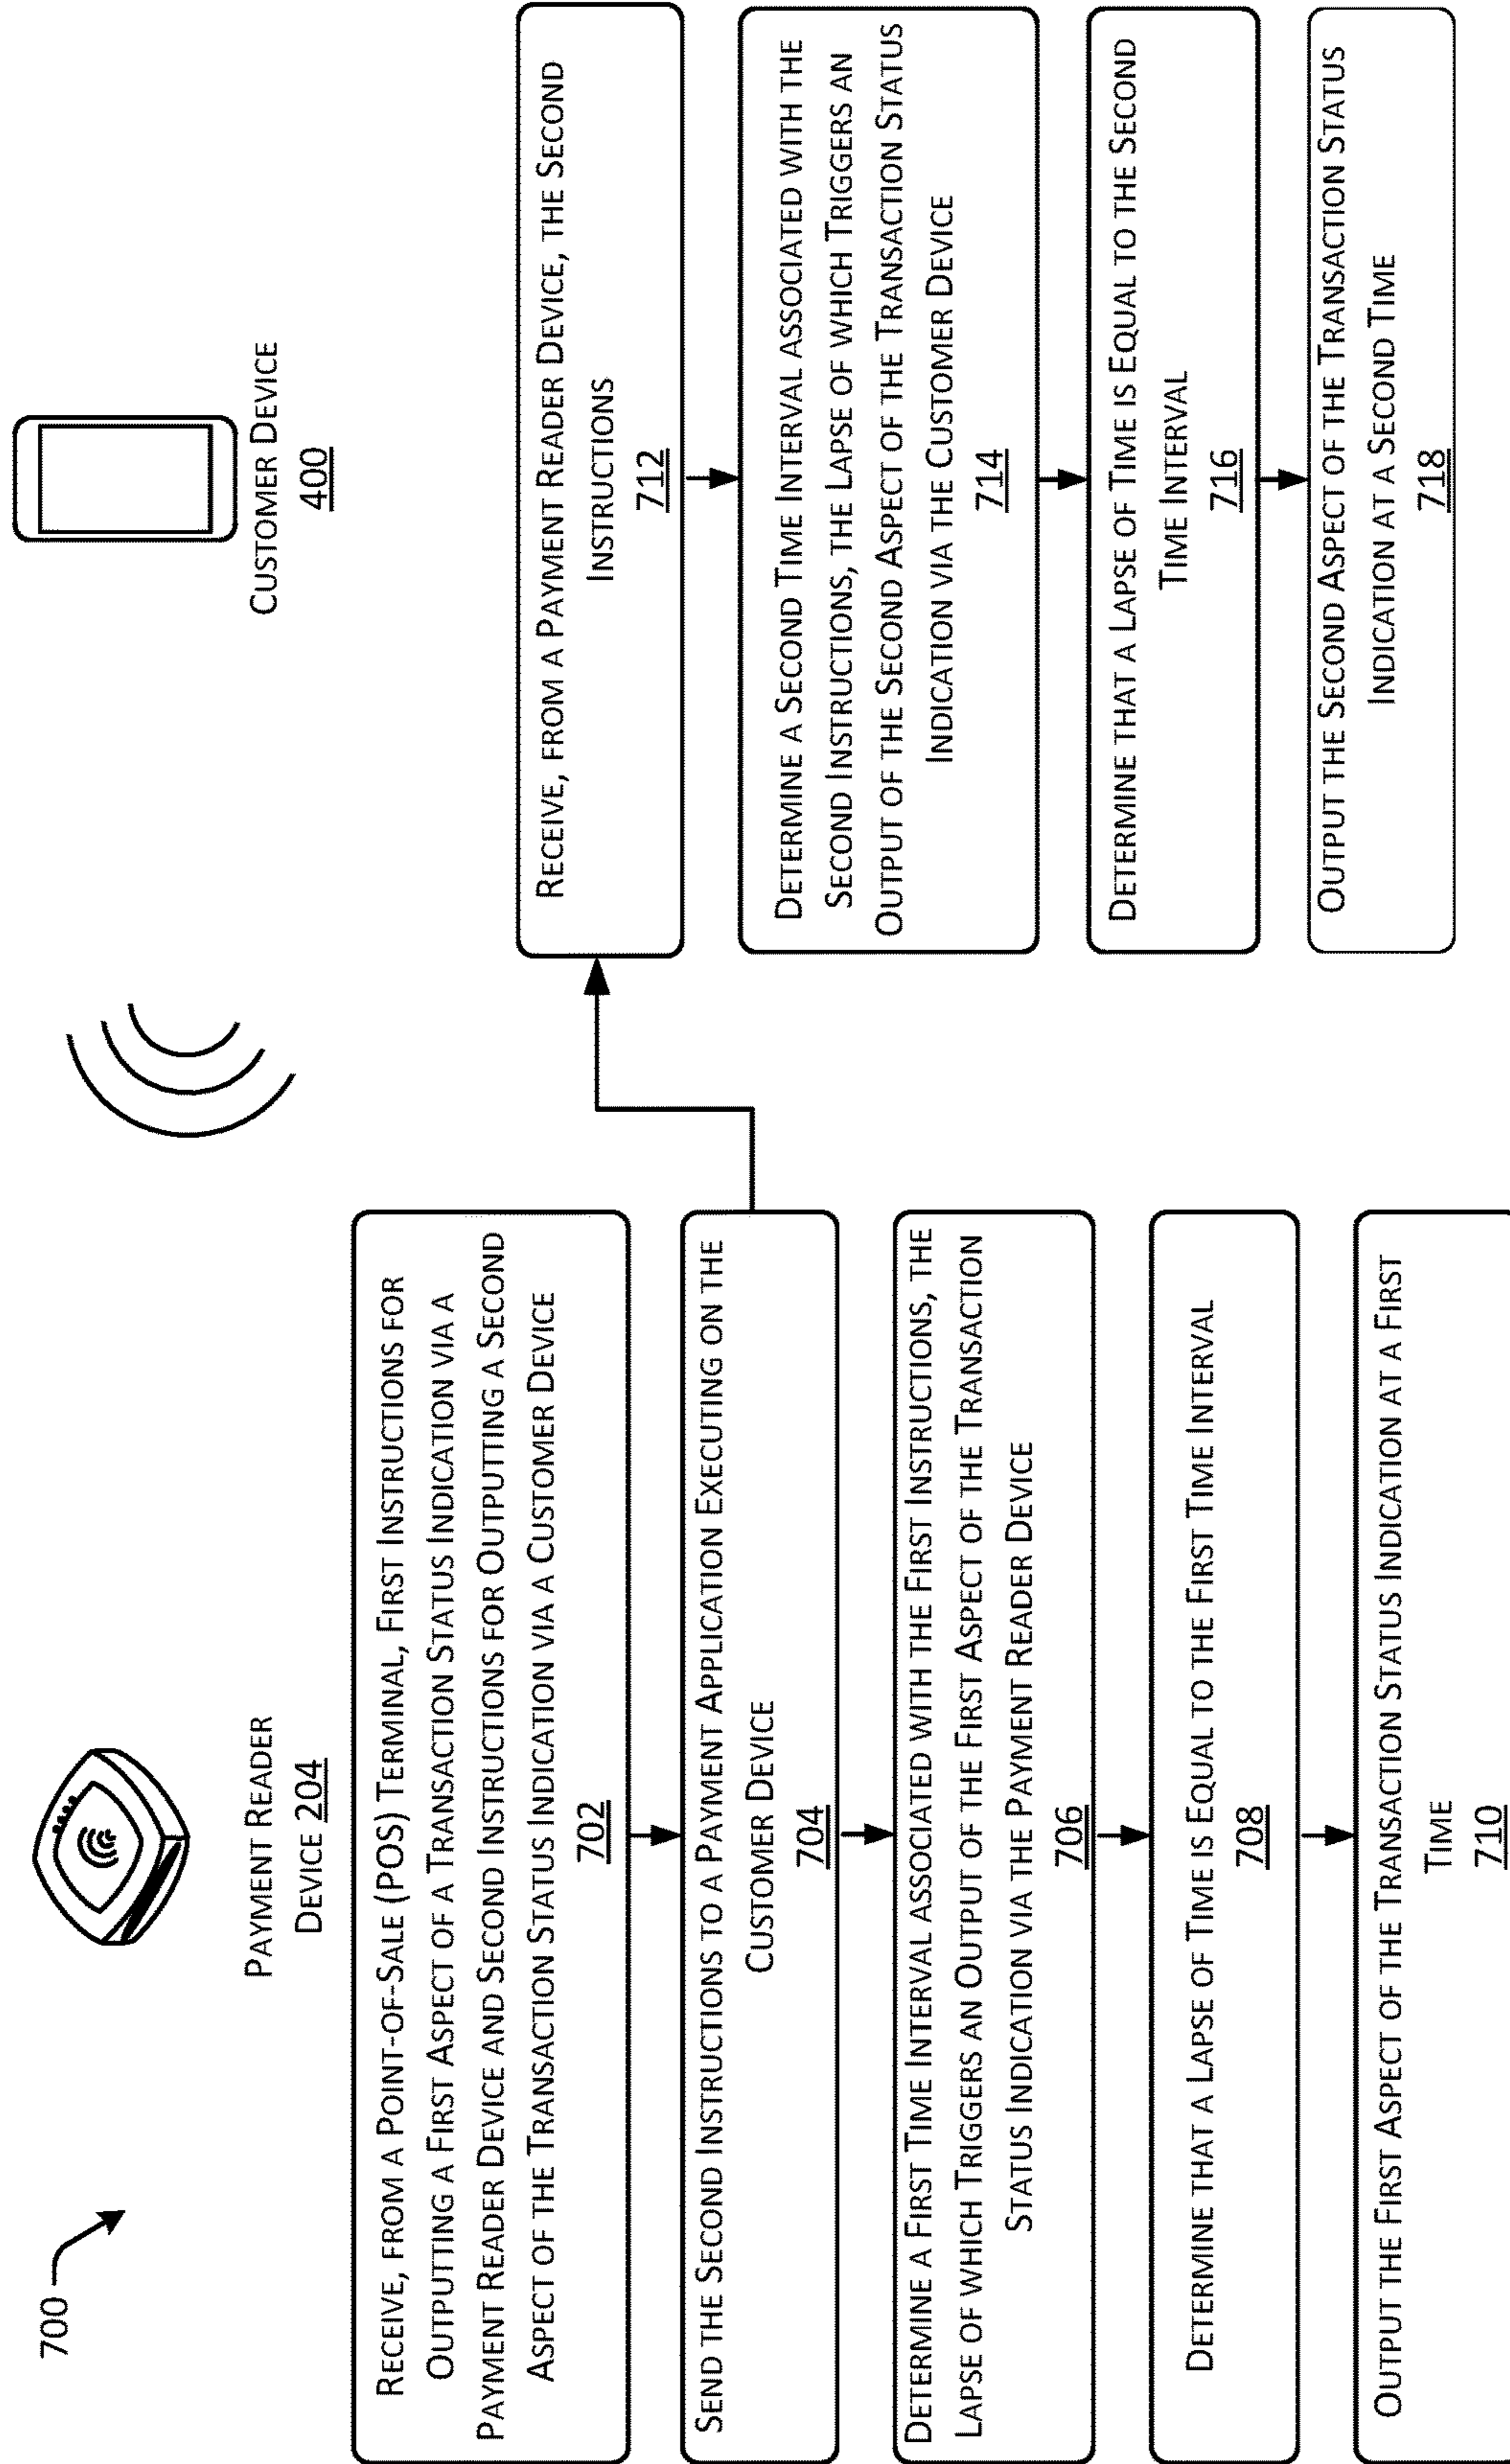 700
PAYMENT READER
DEVICE 204
RECEIVE, FROM A POINT-OF-SALE (POS) TERMINAL, FIRST INSTRUCTIONS FOR
OUTPUTTING A FIRST ASPECT OF A TRANSACTION STATUS INDICATION VIA A
PAYMENT READER DEVICE AND SECOND INSTRUCTIONS FOR OUTPUTTING A SECOND
ASPECT OF THE TRANSACTION STATUS INDICATION VIA A CUSTOMER DEVICE
702
SEND THE SECOND INSTRUCTIONS TO A PAYMENT APPLICATION EXECUTING ON THE
CUSTOMER DEVICE
704
DETERMINE A FIRST TIME INTERVAL ASSOCIATED WITH THE FIRST INSTRUCTIONS, THE
LAPSE OF WHICH TRIGGERS AN OUTPUT OF THE FIRST ASPECT OF THE TRANSACTION
STATUS INDICATION VIA THE PAYMENT READER DEVICE
706
DETERMINE THAT A LAPSE OF TIME IS EQUAL TO THE FIRST TIME INTERVAL
708
OUTPUT THE FIRST ASPECT OF THE TRANSACTION STATUS INDICATION AT A FIRST
TIME
710
CUSTOMER DEVICE
400
RECEIVE, FROM A PAYMENT READER DEVICE, THE SECOND
INSTRUCTIONS
712
DETERMINE A SECOND TIME INTERVAL ASSOCIATED WITH THE
SECOND INSTRUCTIONS, THE LAPSE OF WHICH TRIGGERS AN
OUTPUT OF THE SECOND ASPECT OF THE TRANSACTION STATUS
INDICATION VIA THE CUSTOMER DEVICE
714
DETERMINE THAT A LAPSE OF TIME IS EQUAL TO THE SECOND
TIME INTERVAL
716
OUTPUT THE SECOND ASPECT OF THE TRANSACTION STATUS
INDICATION AT A SECOND TIME
718